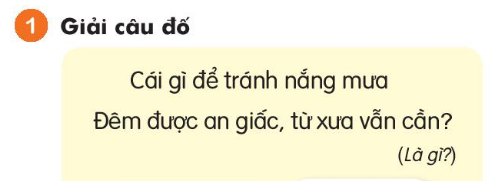 1 Giải câu đố
Cái gì để tránh nắng mưa
Đêm được an giấc, từ xưa vẫn cần?
(Là gì?)